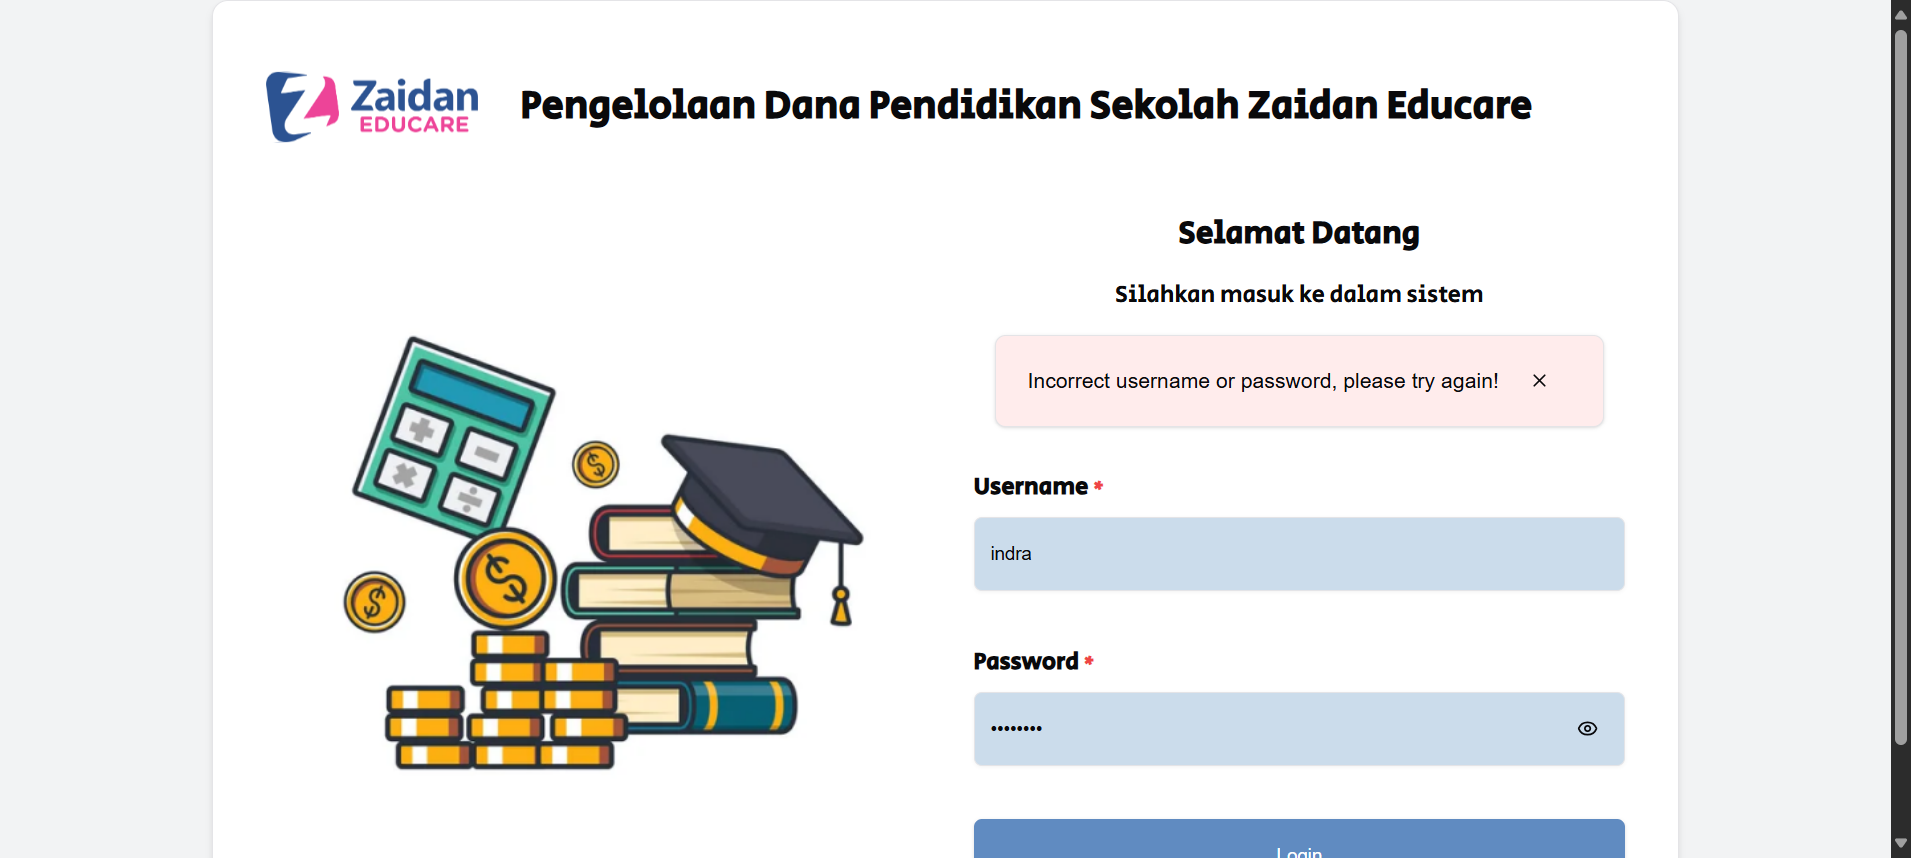 Zaidan
EDUCARE
Pengelolaan Dana Pendidikan Sekolah Zaidan Educare
Selamat Datang
Silahkan masuk ke dalam sistem
Incorrect username or password, please try again!
Username *
indra
Password *
••••••••
Login